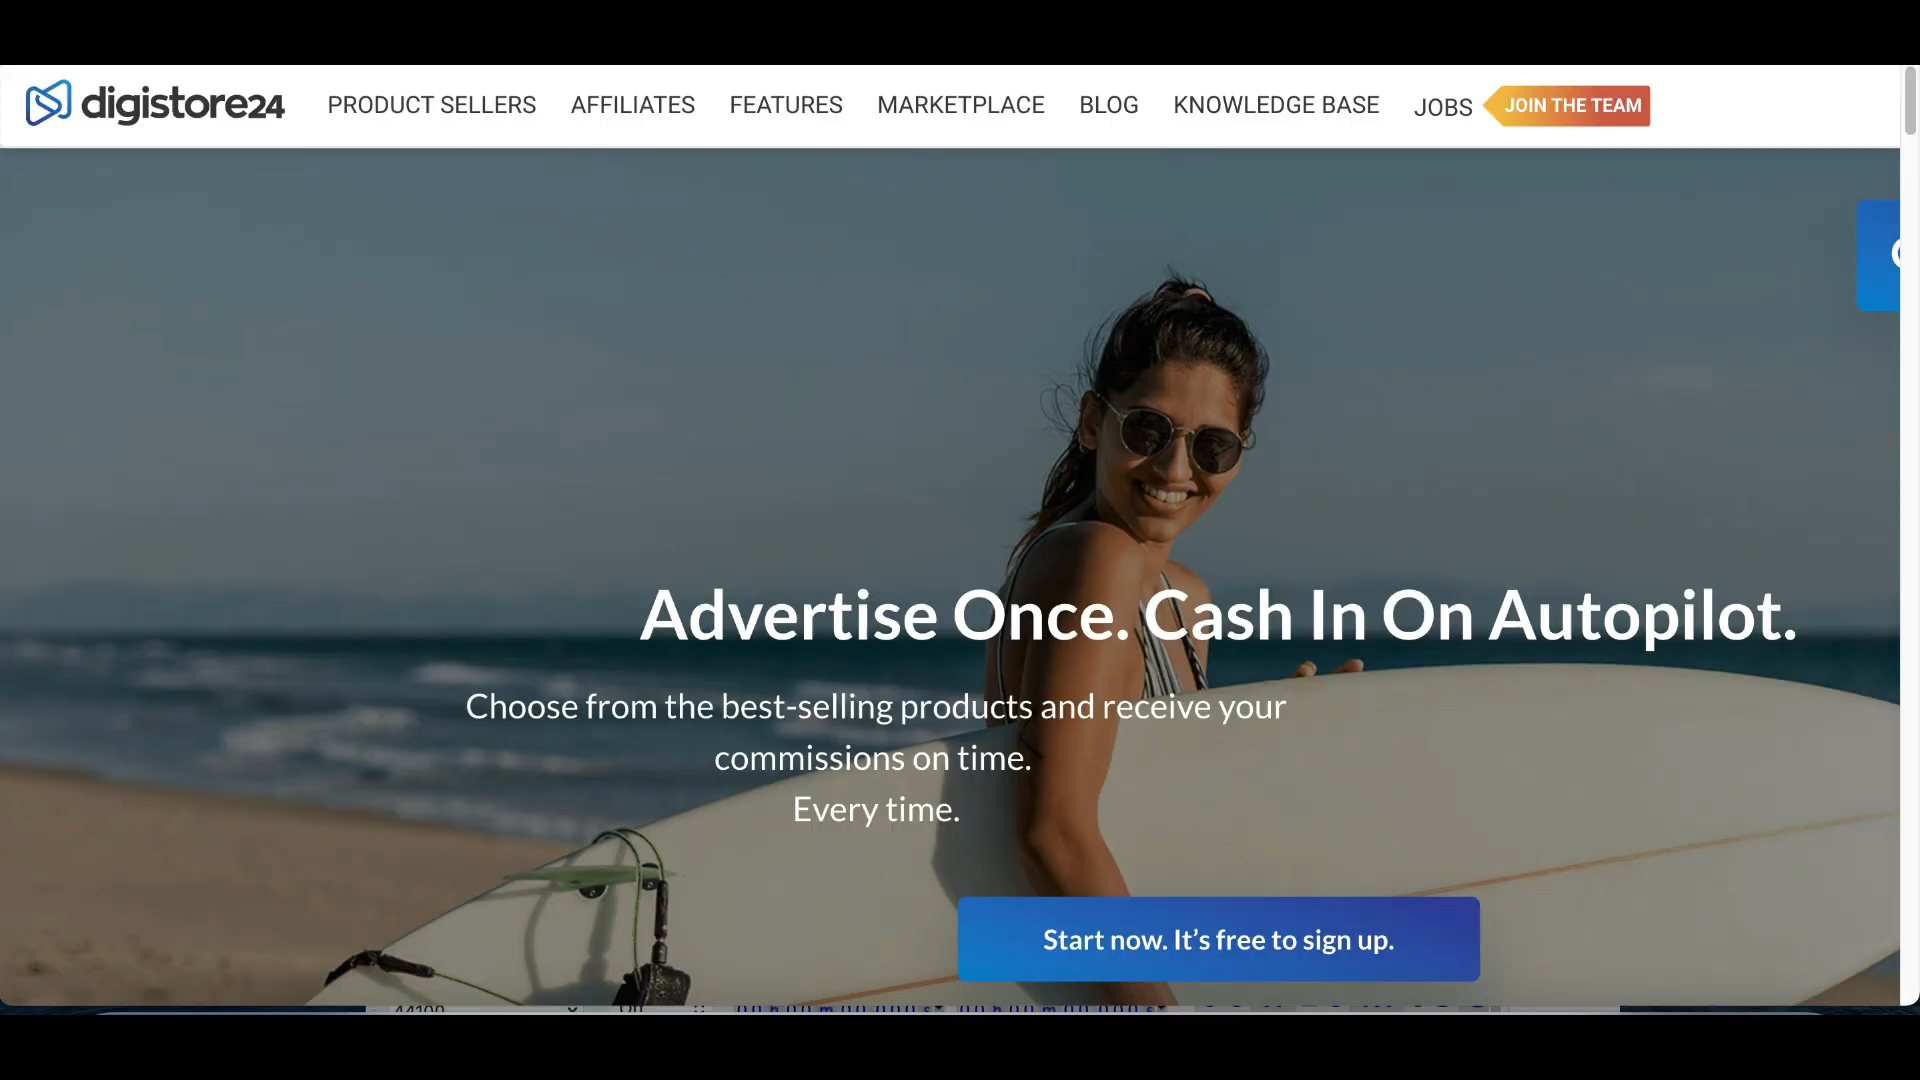 digistore24
PRODUCT SELLERS AFFILIATES FEATURES MARKETPLACE BLOG KNOWLEDGE BASE JOBS JOIN THE TEAM
Advertise Once. Cash In On Autopilot.
Choose from the best-selling products and receive your
commissions on time.
Every time.
Start now. It’s free to sign up.